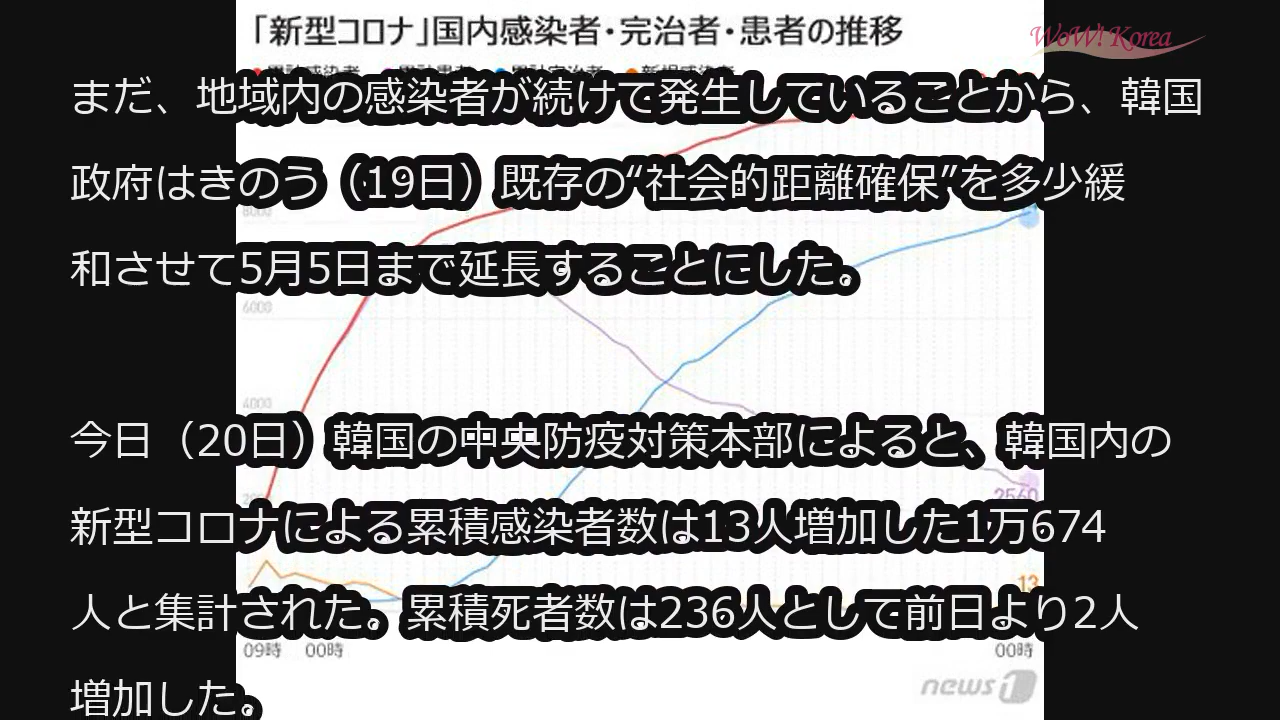 「新型コロナ」国内感染者・完治者・患者の推移
WoW! Korea
まだ、地域内の感染者が続けて発生していることから、韓国
政府はきのう（19日）既存の“社会的距離確保”を多少緩
和させて5月5日まで延長することにした。
8000
6000
4000
今日（20日）韓国の中央防疫対策本部によると、韓国内の
2560
新型コロナによる累積感染者数は13人増加した1万674
13
人と集計された。累積死者数は236人として前日より2人
09時 00時 00時
増加した。
news1